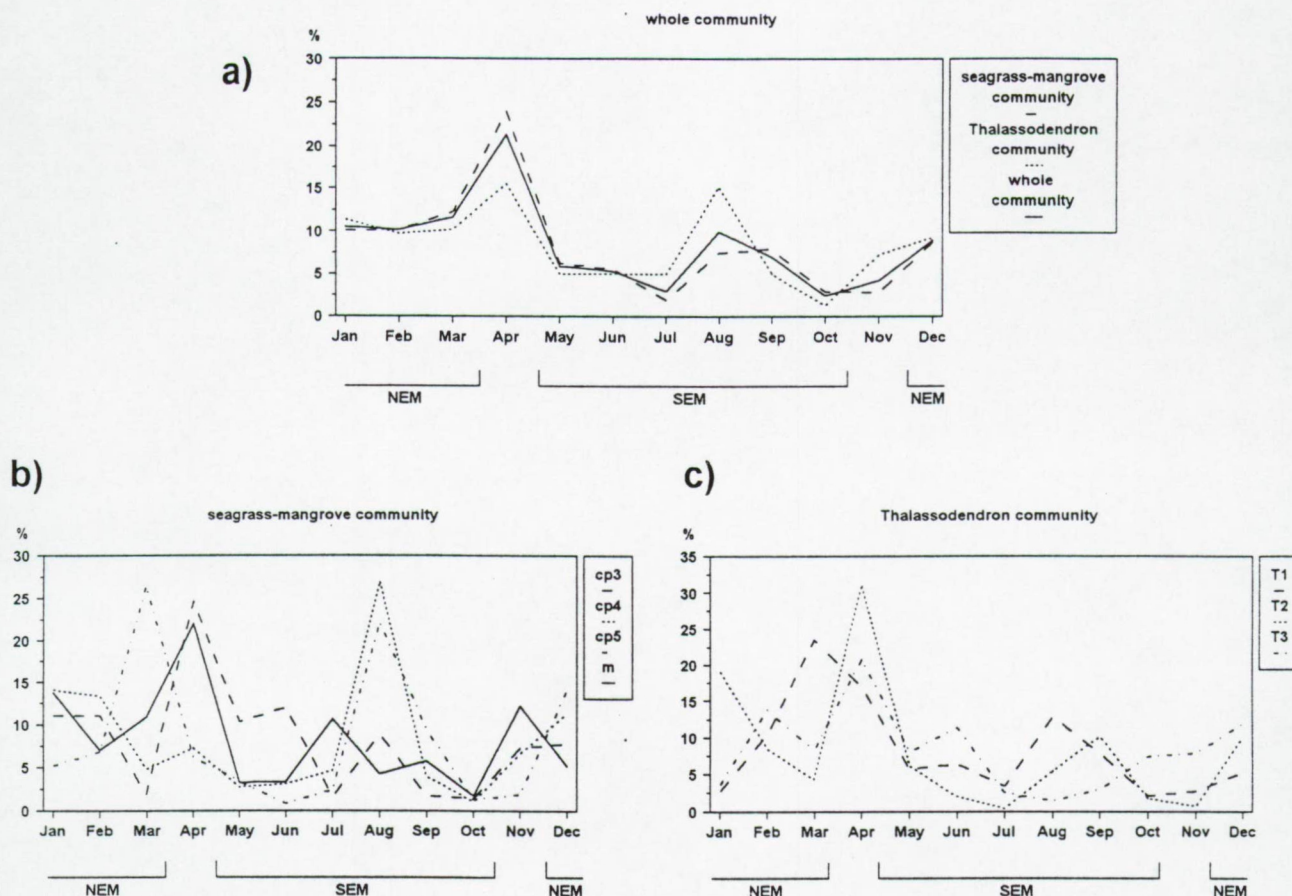 whole community
%
a)
30
25
20
15
10
5
0
Jan Feb Mar Apr May Jun Jul Aug Sep Oct Nov Dec
NEM SEM NEM
seagrass-mangrove
community
Thalassodendron
community
whole
community
b)
seagrass-mangrove community
%
30
25
20
15
10
5
0
Jan Feb Mar Apr May Jun Jul Aug Sep Oct Nov Dec
NEM SEM NEM
cp3
cp4
cp5
m
c)
Thalassodendron community
%
35
30
25
20
15
10
5
0
Jan Feb Mar Apr May Jun Jul Aug Sep Oct Nov Dec
NEM SEM NEM
T1
T2
T3